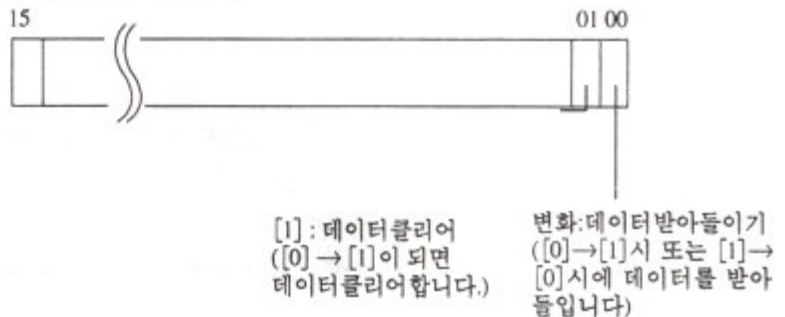 15
01 00
[1] : 데이터클리어
([0]→[1]이 되면
데이터클리어합니다.)
변화:데이터받아들이기
([0]→[1]시 또는 [1]→
[0]시에 데이터를 받아
들입니다)